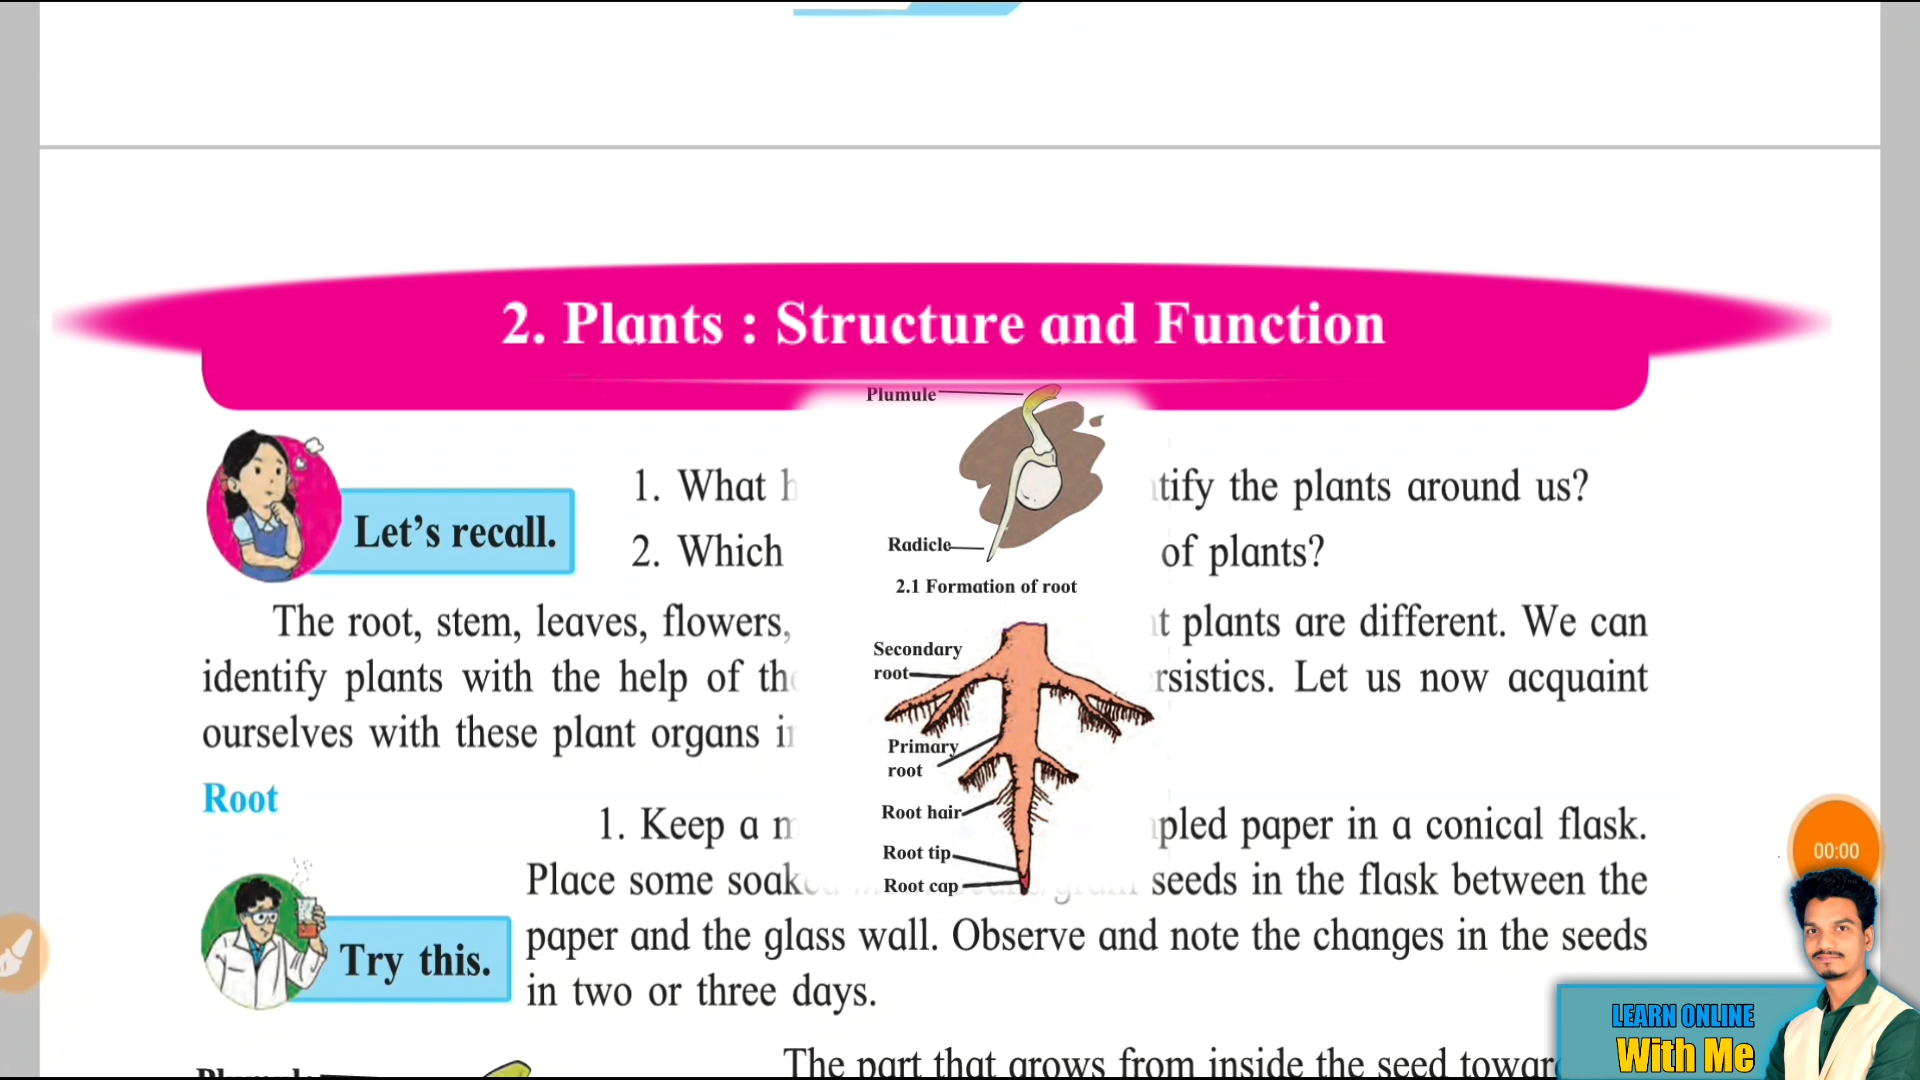 2. Plants : Structure and Function
Plumule
Radicle
2.1 Formation of root
Let's recall.
1. What tify the plants around us?
2. Which of plants?
The root, stem, leaves, flowers, plants are different. We can
identify plants with the help of rsistics. Let us now acquaint
ourselves with these plant organs
Secondary
root
Primary
root
Root hair
Root tip
Root cap
Root
1. Keep a pled paper in a conical flask.
Place some seeds in the flask between the
paper and the glass wall. Observe and note the changes in the seeds
in two or three days.
Try this.
The part that grows from inside the seed
00:00
LEARN ONLINE
With Me